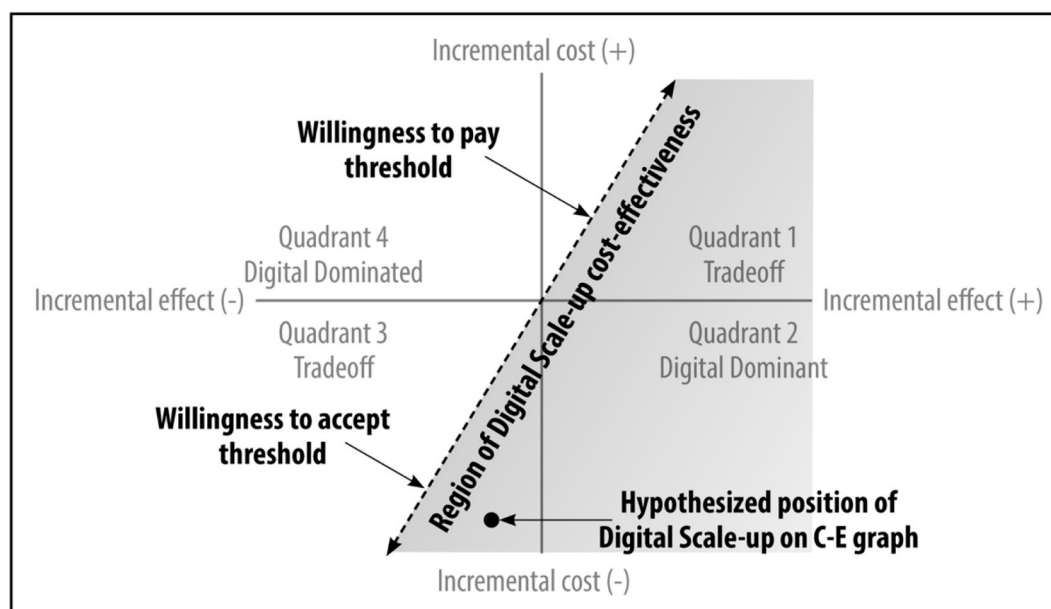 Incremental cost (+)
Willingness to pay
threshold
Region of Digital Scale-up cost-effectiveness
Quadrant 4
Digital Dominated
Quadrant 1
Tradeoff
Incremental effect (-)
Incremental effect (+)
Quadrant 3
Tradeoff
Quadrant 2
Digital Dominant
Willingness to accept
threshold
Hypothesized position of
Digital Scale-up on C-E graph
Incremental cost (-)